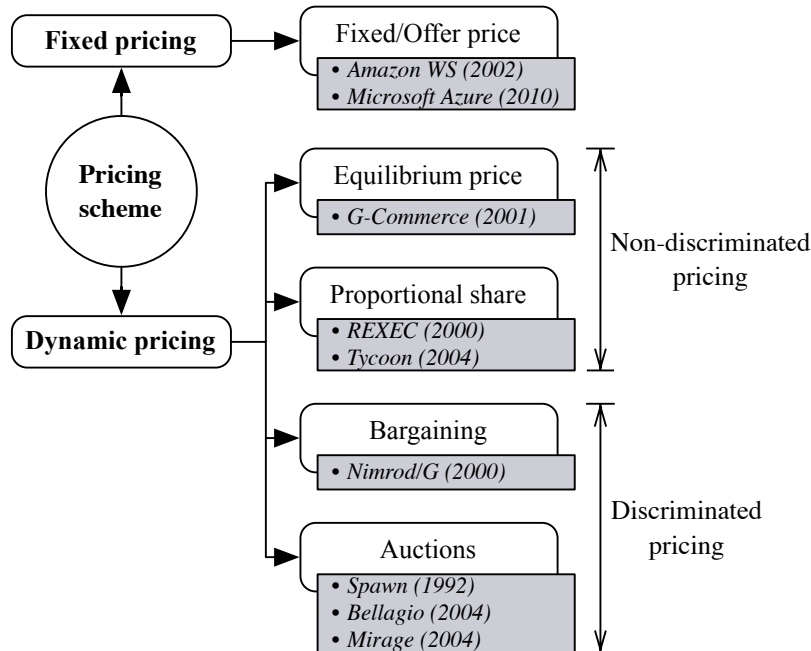 Fixed pricing
Fixed/Offer price
• Amazon WS (2002)
• Microsoft Azure (2010)
Pricing
scheme
Equilibrium price
• G-Commerce (2001)
Non-discriminated
pricing
Proportional share
• REXEC (2000)
• Tycoon (2004)
Dynamic pricing
Bargaining
• Nimrod/G (2000)
Discriminated
pricing
Auctions
• Spawn (1992)
• Bellagio (2004)
• Mirage (2004)